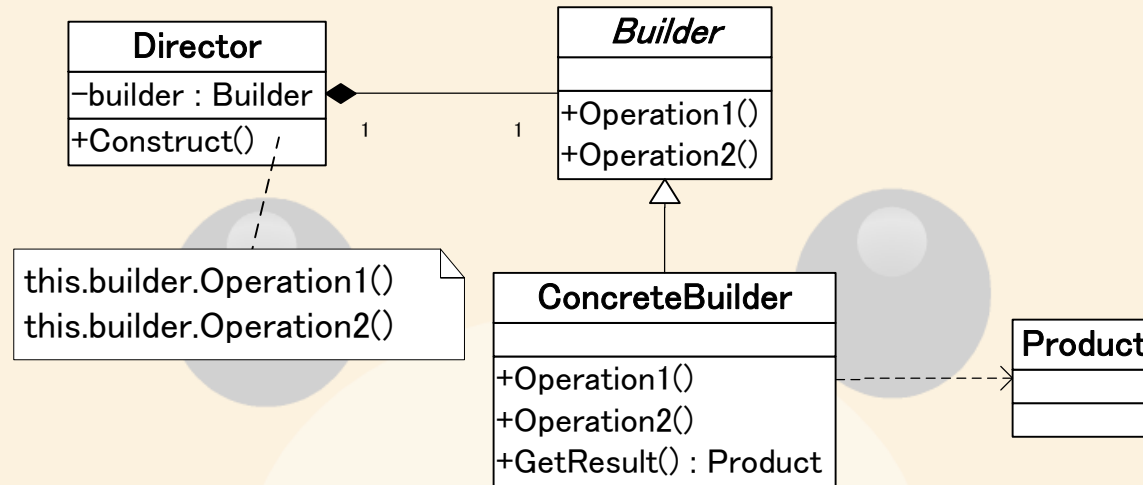 Director
-builder : Builder
+Construct()
1
1
Builder
+Operation1()
+Operation2()
this.builder.Operation1()
this.builder.Operation2()
ConcreteBuilder
+Operation1()
+Operation2()
+GetResult() : Product
Product